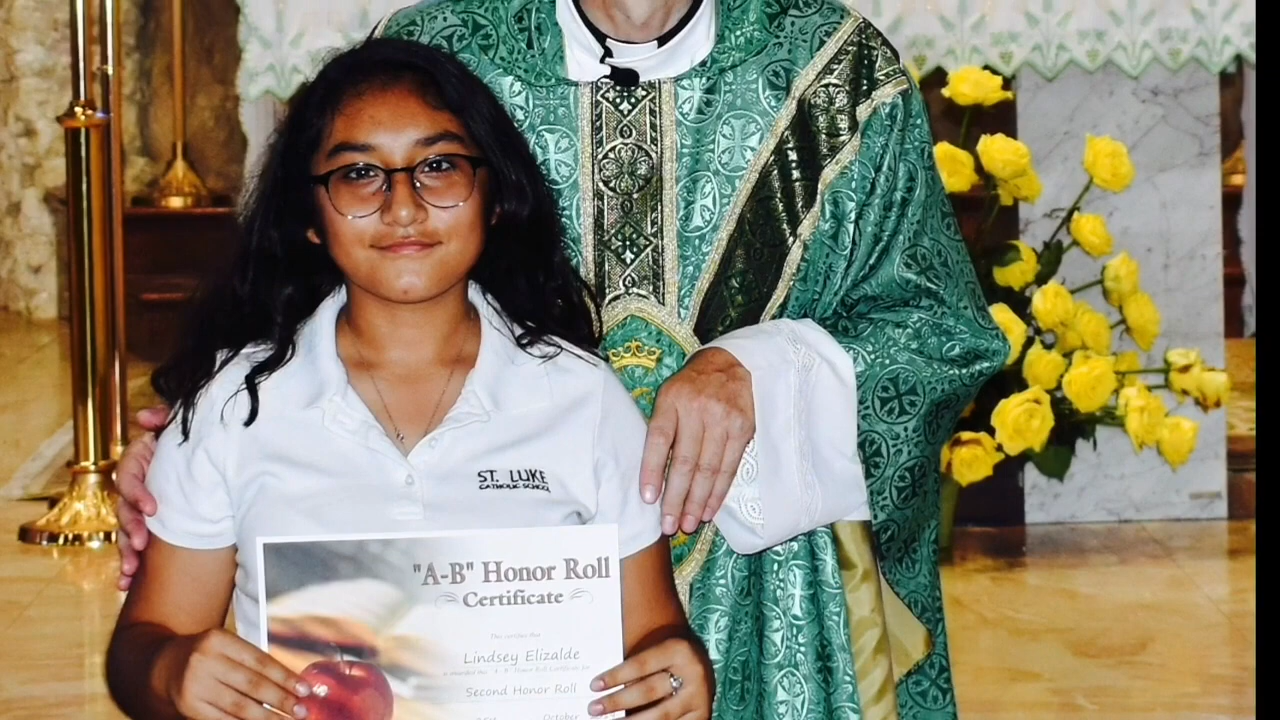 ST. LUKE
CATHOLIC SCHOOL
"A-B" Honor Roll
Certificate
This certifies that
Lindsey Elizalde
is awarded this "A-B" Honor Roll Certificate for
Second Honor Roll
October